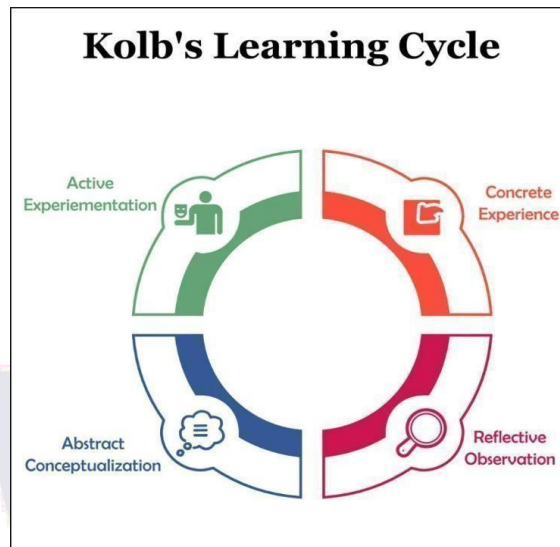 Kolb's Learning Cycle
Active
Experiementation
Concrete
Experience
Abstract
Conceptualization
Reflective
Observation